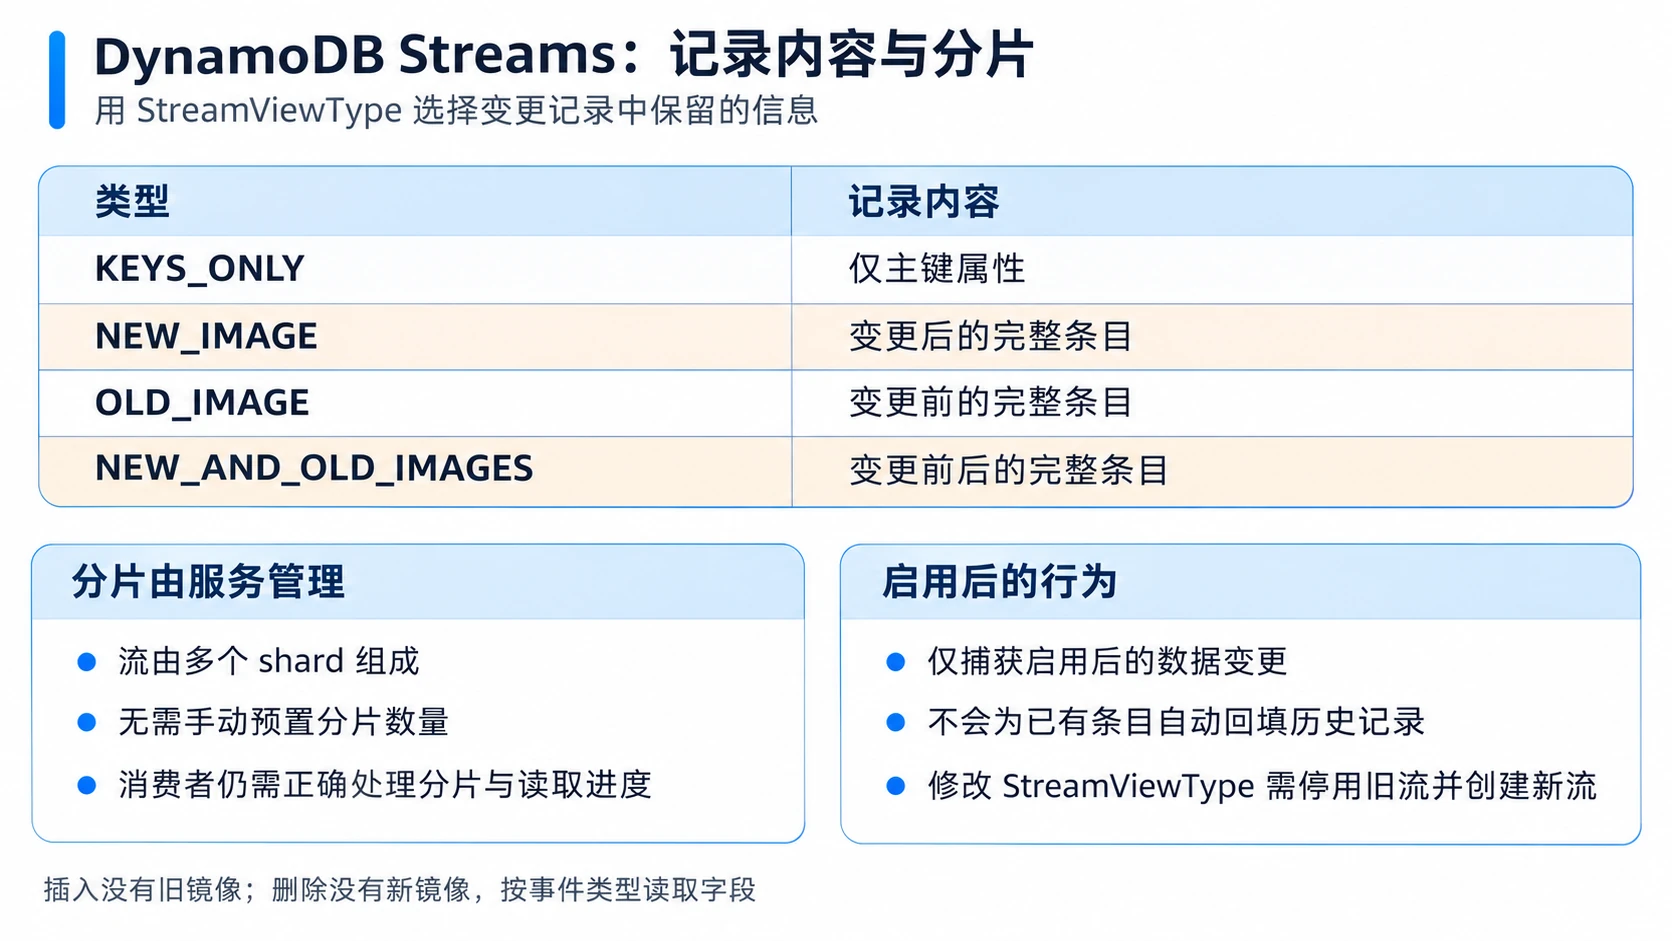 DynamoDB Streams：记录内容与分片
用 StreamViewType 选择变更记录中保留的信息
类型 记录内容
KEYS_ONLY 仅主键属性
NEW_IMAGE 变更后的完整条目
OLD_IMAGE 变更前的完整条目
NEW_AND_OLD_IMAGES 变更前后的完整条目
分片由服务管理
流由多个 shard 组成
无需手动预置分片数量
消费者仍需正确处理分片与读取进度
启用后的行为
仅捕获启用后的数据变更
不会为已有条目自动回填历史记录
修改 StreamViewType 需停用旧流并创建新流
插入没有旧镜像；删除没有新镜像，按事件类型读取字段